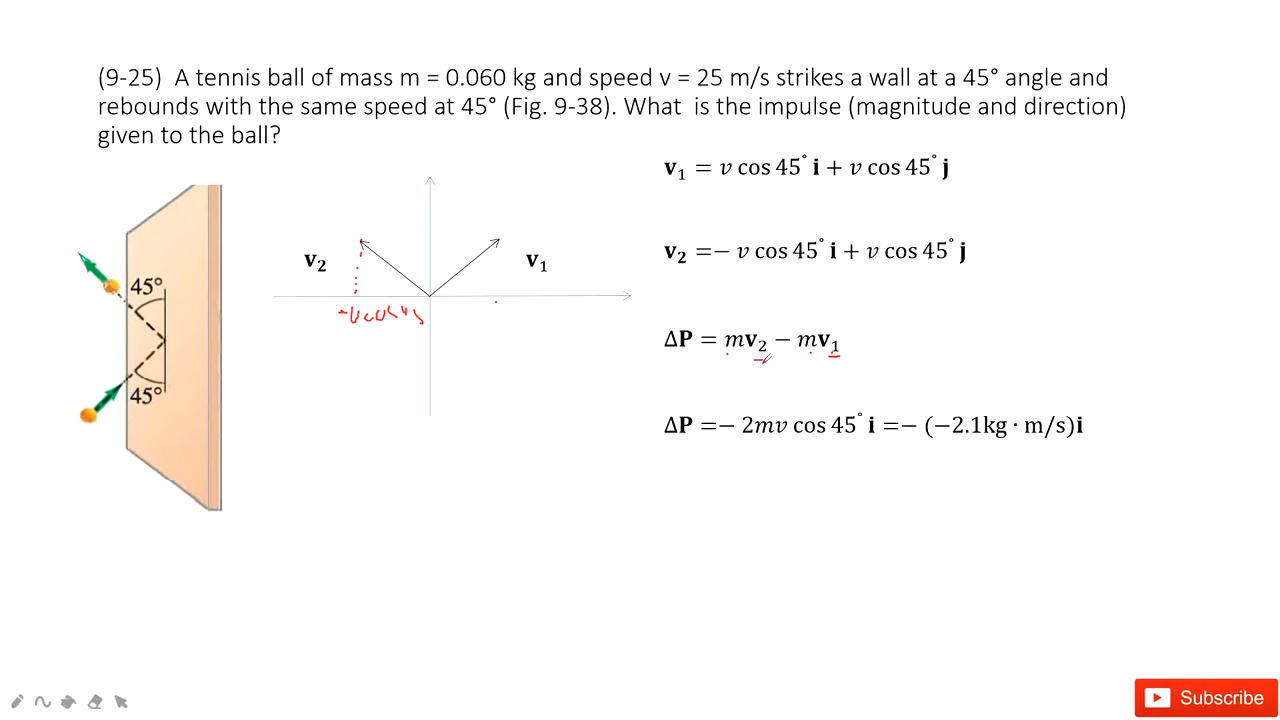 (9-25) A tennis ball of mass m = 0.060 kg and speed v = 25 m/s strikes a wall at a 45° angle and
rebounds with the same speed at 45° (Fig. 9-38). What is the impulse (magnitude and direction)
given to the ball?
v₁ = v cos 45° i + v cos 45° j
v₂ =− v cos 45° i + v cos 45° j
ΔP = mv₂ − mv₁
ΔP =− 2mv cos 45° i =− (−2.1kg · m/s)i
45°
45°
v₂
v₁
-vcos45
Subscribe